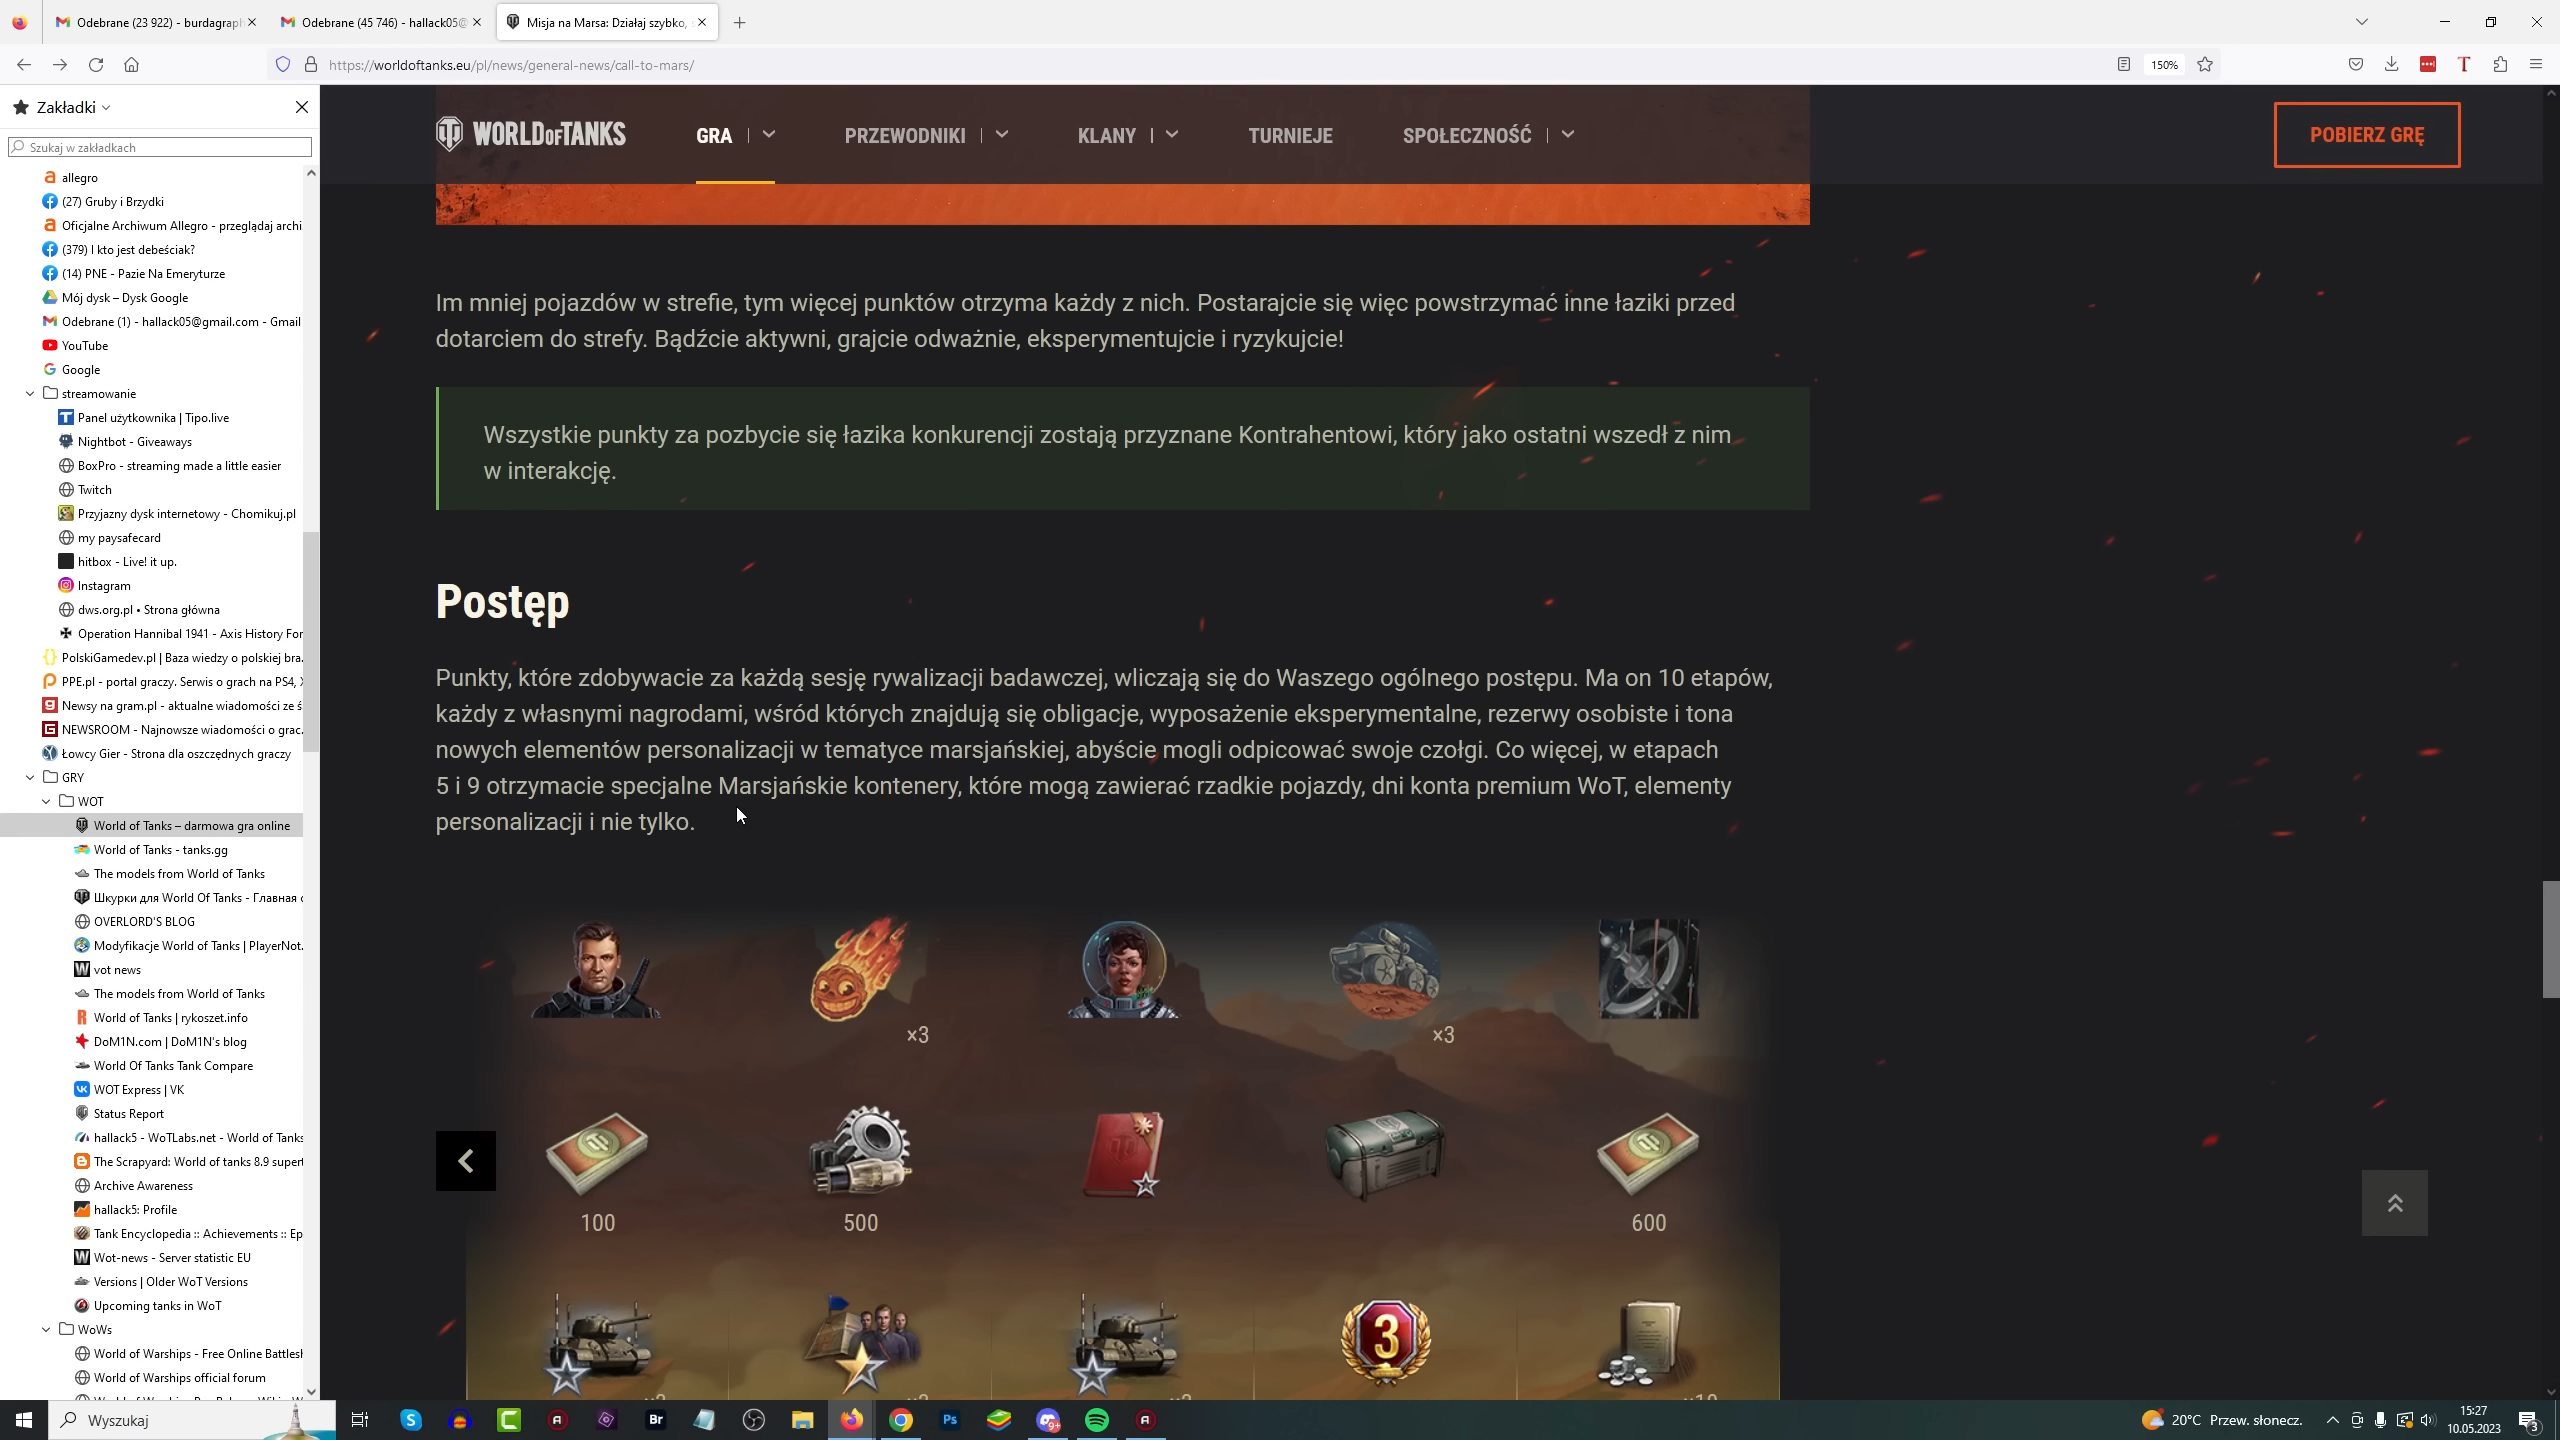 Odebrane (23 922) - burdagraph
Odebrane (45 746) - hallack05@
Misja na Marsa: Działaj szybko,
https://worldoftanks.eu/pl/news/general-news/call-to-mars/
150%
Zakładki
Szukaj w zakładkach
allegro
(27) Gruby i Brzydki
Oficjalne Archiwum Allegro - przeglądaj archi
(379) I kto jest debeściak?
(14) PNE - Pazie Na Emeryturze
Mój dysk – Dysk Google
Odebrane (1) - hallack05@gmail.com - Gmail
YouTube
Google
streamowanie
Panel użytkownika | Tipo.live
Nightbot - Giveaways
BoxPro - streaming made a little easier
Twitch
Przyjazny dysk internetowy - Chomikuj.pl
my paysafecard
hitbox - Live! it up.
Instagram
dws.org.pl • Strona główna
Operation Hannibal 1941 - Axis History For
PolskiGamedev.pl | Baza wiedzy o polskiej bra.
PPE.pl - portal graczy. Serwis o grach na PS4, X
Newsy na gram.pl - aktualne wiadomości ze ś
NEWSROOM - Najnowsze wiadomości o grac.
Łowcy Gier - Strona dla oszczędnych graczy
GRY
WOT
World of Tanks – darmowa gra online
World of Tanks - tanks.gg
The models from World of Tanks
Шкурки для World Of Tanks - Главная с
OVERLORD'S BLOG
Modyfikacje World of Tanks | PlayerNot.
vot news
The models from World of Tanks
World of Tanks | rykoszet.info
DoM1N.com | DoM1N's blog
World Of Tanks Tank Compare
WOT Express | VK
Status Report
hallack5 - WoTLabs.net - World of Tanks
The Scrapyard: World of tanks 8.9 supert
Archive Awareness
hallack5: Profile
Tank Encyclopedia :: Achievements :: Ep
Wot-news - Server statistic EU
Versions | Older WoT Versions
Upcoming tanks in WoT
WoWs
World of Warships - Free Online Battlesh
World of Warships official forum
WORLD OF TANKS
GRA
PRZEWODNIKI
KLANY
TURNIEJE
SPOŁECZNOŚĆ
POBIERZ GRĘ
Im mniej pojazdów w strefie, tym więcej punktów otrzyma każdy z nich. Postarajcie się więc powstrzymać inne łaziki przed
dotarciem do strefy. Bądźcie aktywni, grajcie odważnie, eksperymentujcie i ryzykujcie!
Wszystkie punkty za pozbycie się łazika konkurencji zostają przyznane Kontrahentowi, który jako ostatni wszedł z nim
w interakcję.
Postęp
Punkty, które zdobywacie za każdą sesję rywalizacji badawczej, wliczają się do Waszego ogólnego postępu. Ma on 10 etapów,
każdy z własnymi nagrodami, wśród których znajdują się obligacje, wyposażenie eksperymentalne, rezerwy osobiste i tona
nowych elementów personalizacji w tematyce marsjańskiej, abyście mogli odpicować swoje czołgi. Co więcej, w etapach
5 i 9 otrzymacie specjalne Marsjańskie kontenery, które mogą zawierać rzadkie pojazdy, dni konta premium WoT, elementy
personalizacji i nie tylko.
×3
×3
100
500
600
3
Wyszukaj
Br
Ps
9+
20°C Przew. słonecz.
15:27
10.05.2023
3